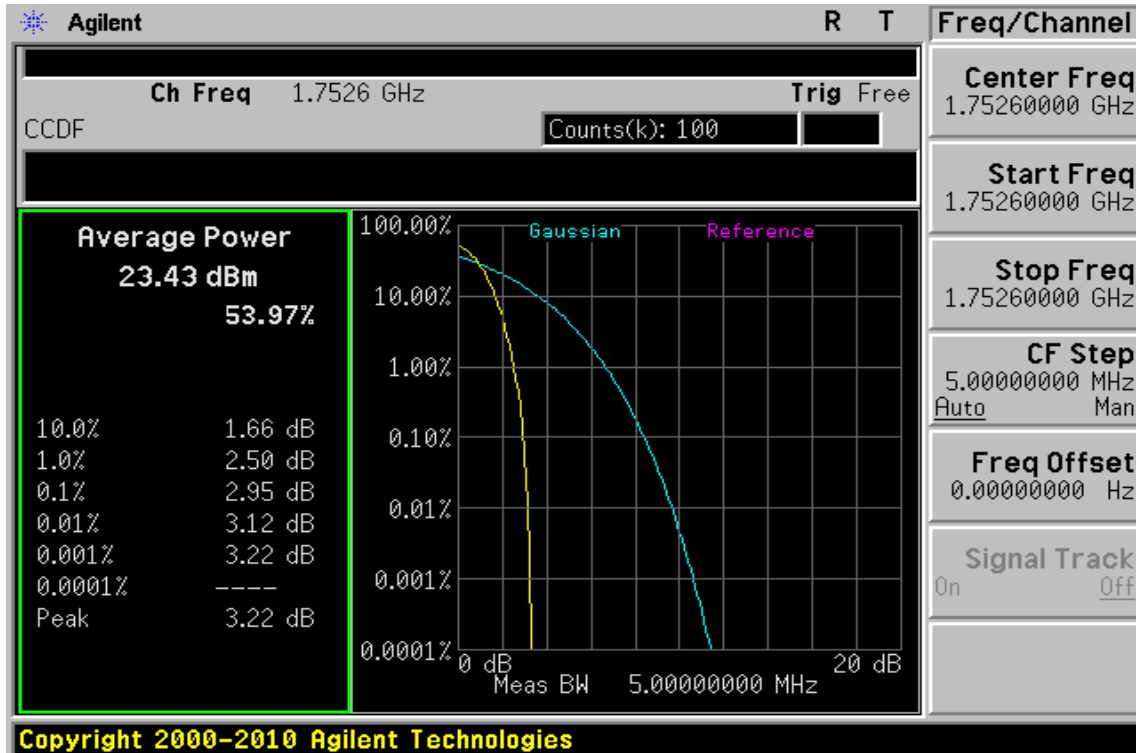 Agilent R T Freq/Channel
Ch Freq 1.7526 GHz Trig Free
CCDF Counts(k): 100
Average Power
23.43 dBm
53.97%
10.0% 1.66 dB
1.0% 2.50 dB
0.1% 2.95 dB
0.01% 3.12 dB
0.001% 3.22 dB
0.0001% ----
Peak 3.22 dB
100.00% Gaussian Reference
10.00%
1.00%
0.10%
0.01%
0.001%
0.0001%
0 dB 20 dB
Meas BW 5.00000000 MHz
Center Freq
1.75260000 GHz
Start Freq
1.75260000 GHz
Stop Freq
1.75260000 GHz
CF Step
5.00000000 MHz
Auto Man
Freq Offset
0.00000000 Hz
Signal Track
On Off
Copyright 2000-2010 Agilent Technologies